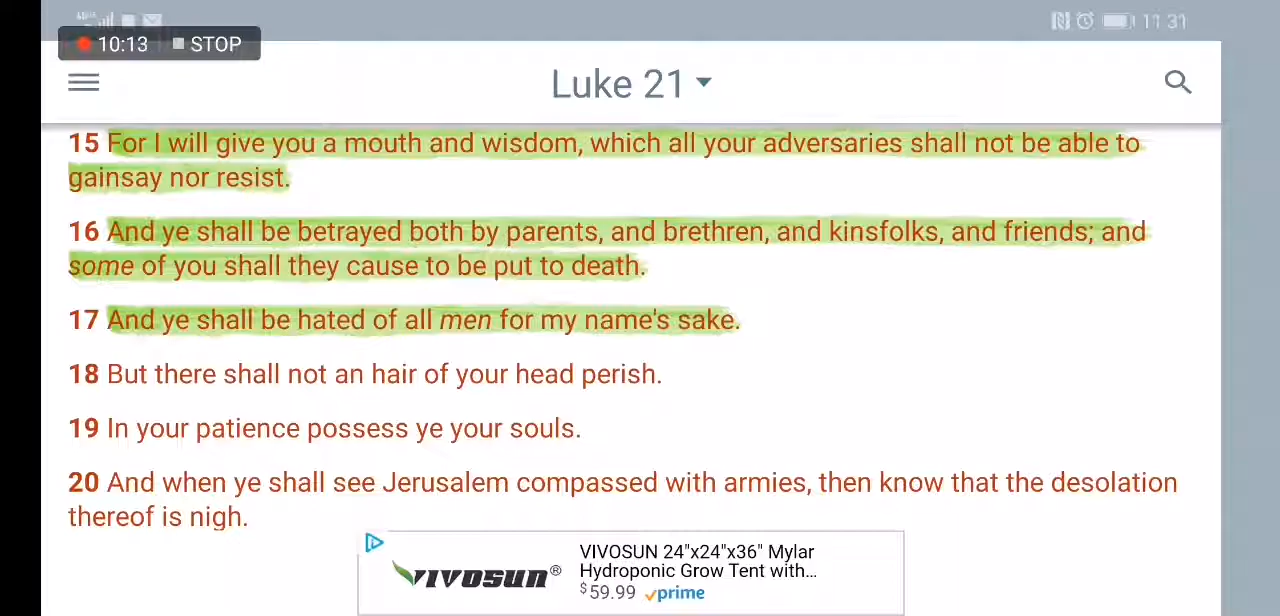 11:31
10:13 STOP
Luke 21
15 For I will give you a mouth and wisdom, which all your adversaries shall not be able to
gainsay nor resist.
16 And ye shall be betrayed both by parents, and brethren, and kinsfolks, and friends; and
some of you shall they cause to be put to death.
17 And ye shall be hated of all men for my name's sake.
18 But there shall not an hair of your head perish.
19 In your patience possess ye your souls.
20 And when ye shall see Jerusalem compassed with armies, then know that the desolation
thereof is nigh.
VIVOSUN®
VIVOSUN 24"x24"x36" Mylar
Hydroponic Grow Tent with...
$59.99 prime